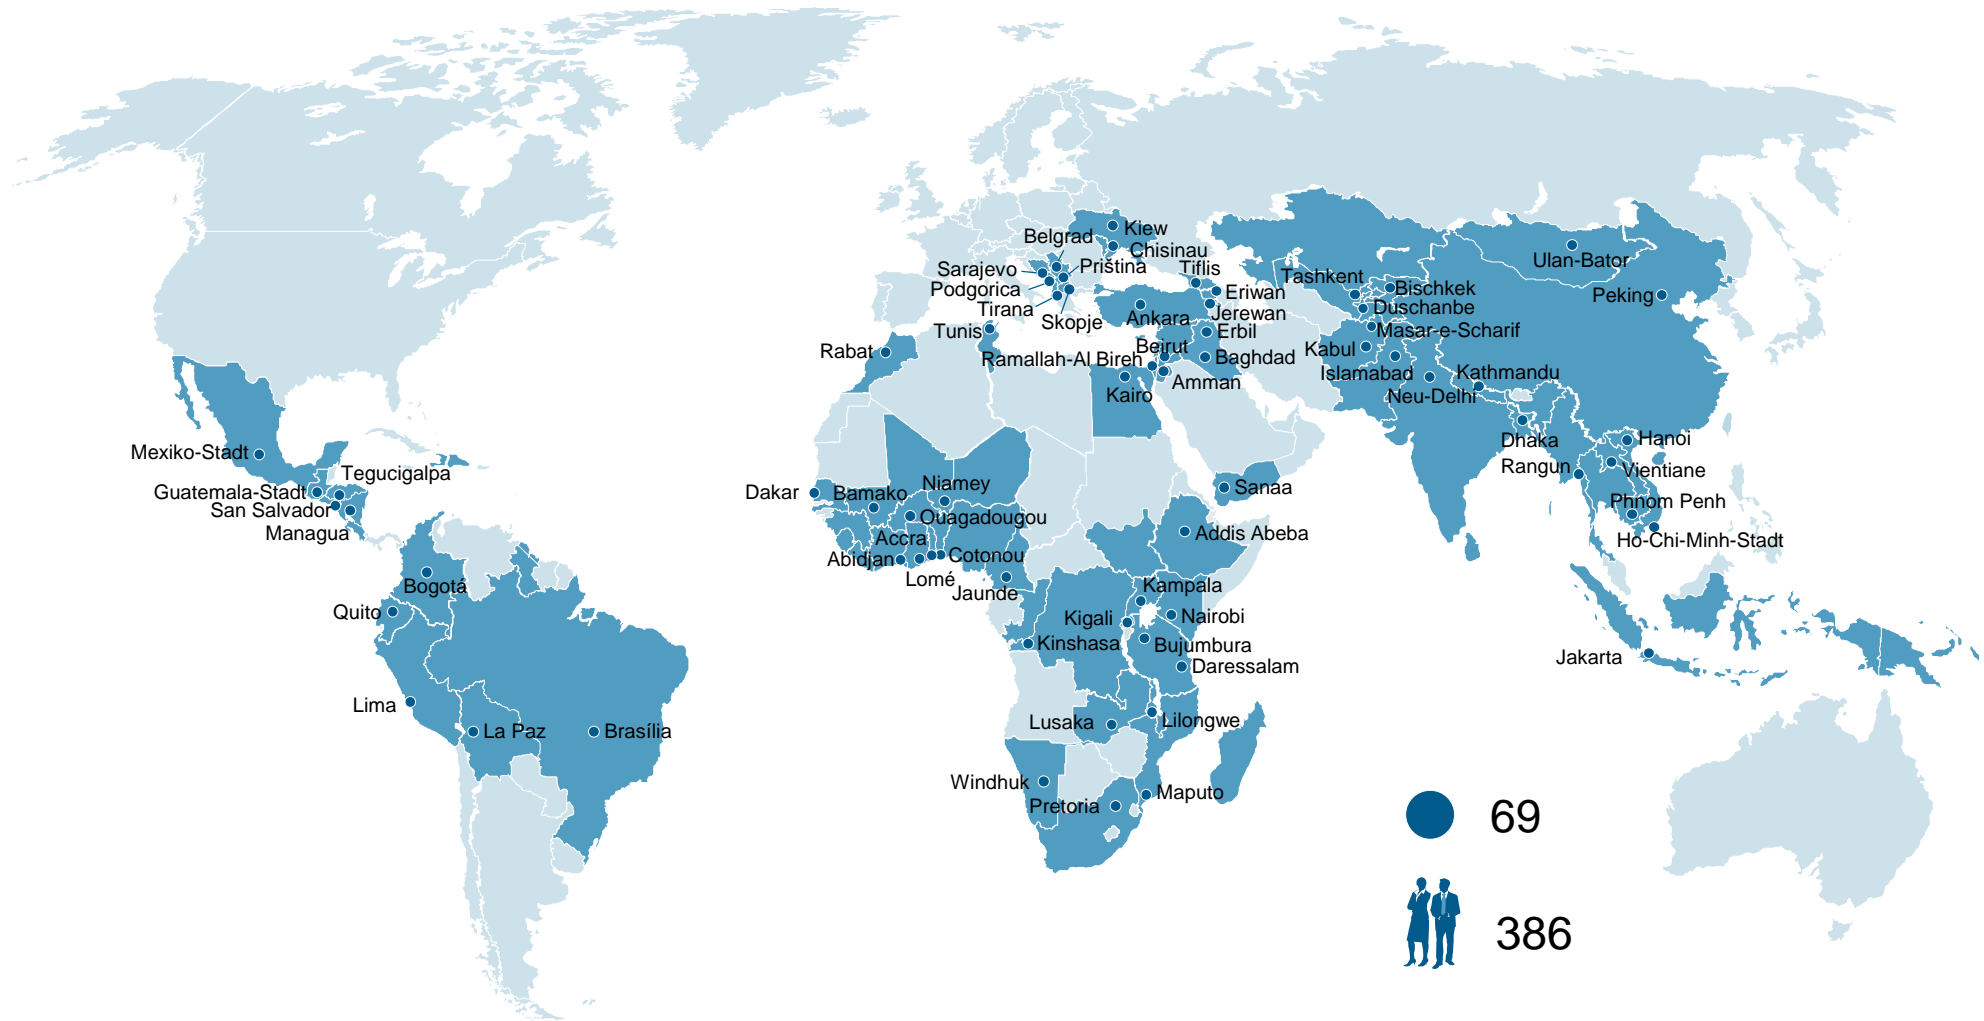 Kiew
Belgrad
Chisinau
Sarajevo
Priština
Tiflis
Podgorica
Eriwan
Tirana
Jerewan
Skopje
Ankara
Tunis
Erbil
Rabat
Beirut
Ramallah-Al Bireh
Baghdad
Amman
Kairo
Tashkent
Bischkek
Duschanbe
Masar-e-Scharif
Kabul
Islamabad
Kathmandu
Neu-Delhi
Ulan-Bator
Peking
Dhaka
Hanoi
Rangun
Vientiane
Phnom Penh
Ho-Chi-Minh-Stadt
Jakarta
Mexiko-Stadt
Tegucigalpa
Guatemala-Stadt
San Salvador
Managua
Bogotá
Quito
Lima
La Paz
Brasília
Dakar
Bamako
Niamey
Ouagadougou
Accra
Abidjan
Cotonou
Lomé
Jaunde
Sanaa
Addis Abeba
Kampala
Kigali
Nairobi
Kinshasa
Bujumbura
Daressalam
Lusaka
Lilongwe
Windhuk
Pretoria
Maputo
69
386